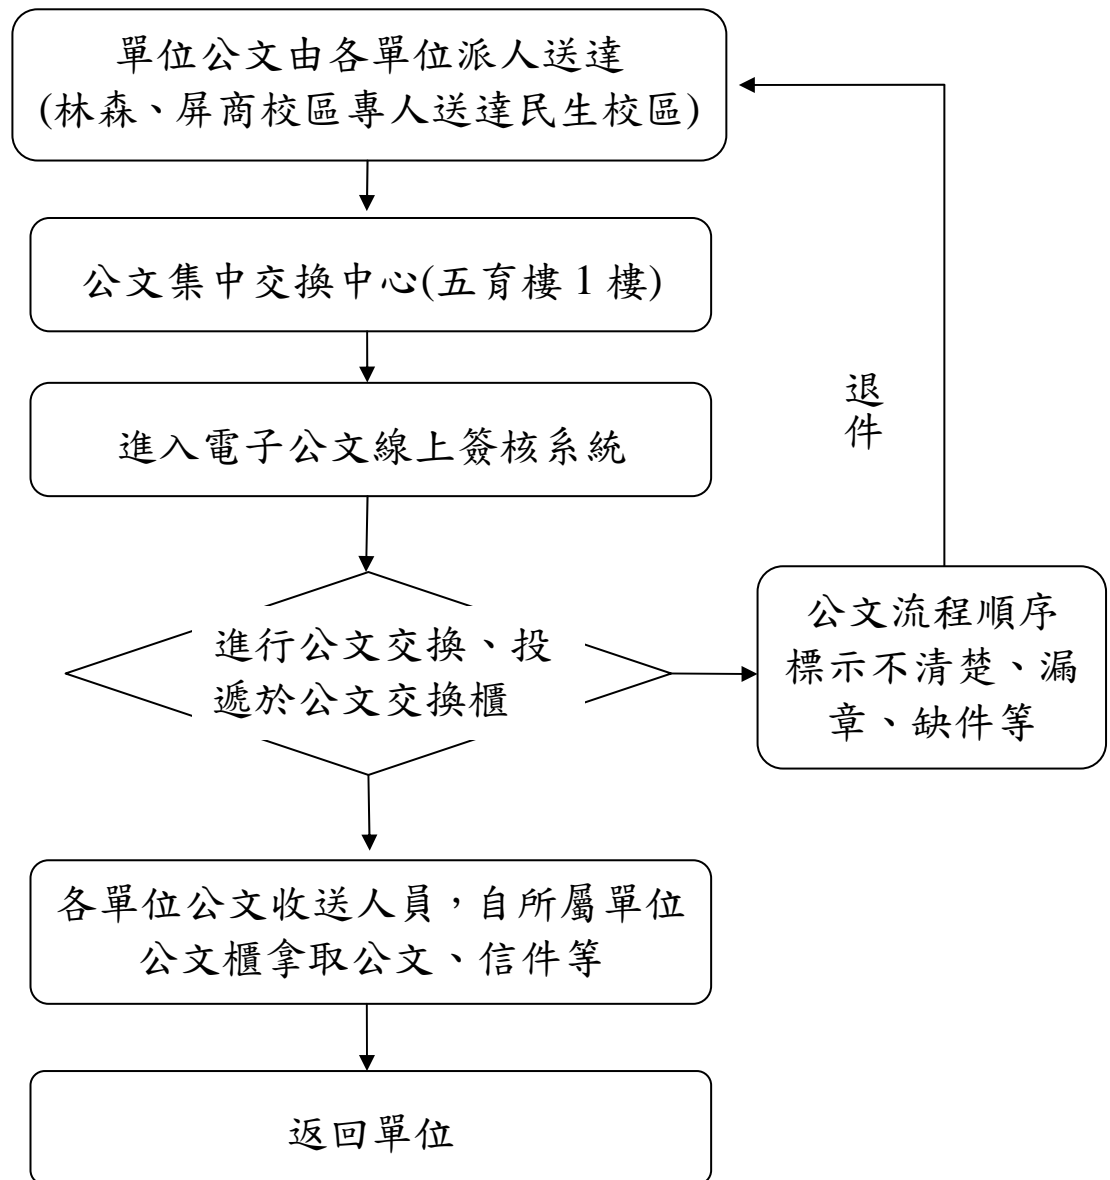 單位公文由各單位派人送達
(林森、屏商校區專人送達民生校區)
公文集中交換中心(五育樓 1 樓)
進入電子公文線上簽核系統
退
件
進行公文交換、投
遞於公文交換櫃
公文流程順序
標示不清楚、漏
章、缺件等
各單位公文收送人員，自所屬單位
公文櫃拿取公文、信件等
返回單位